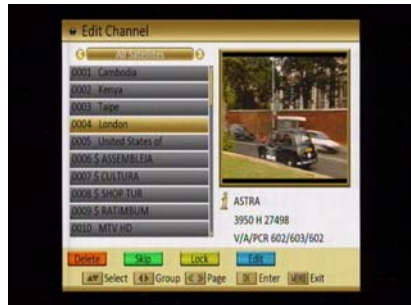 Edit Channel
All Satellites
0001 Cambodia
0002 Kenya
0003 Taipe
0004 London
0005 United States of
0006 $ ASSEMBLEIA
0007 $ CULTURA
0008 $ SHOP TUR
0009 $ RATIMBUM
0010 MTV HD
ASTRA
3950 H 27498
V/A/PCR 602/603/602
Delete Skip Lock Edit
Select Group Page OK Enter MENU Exit